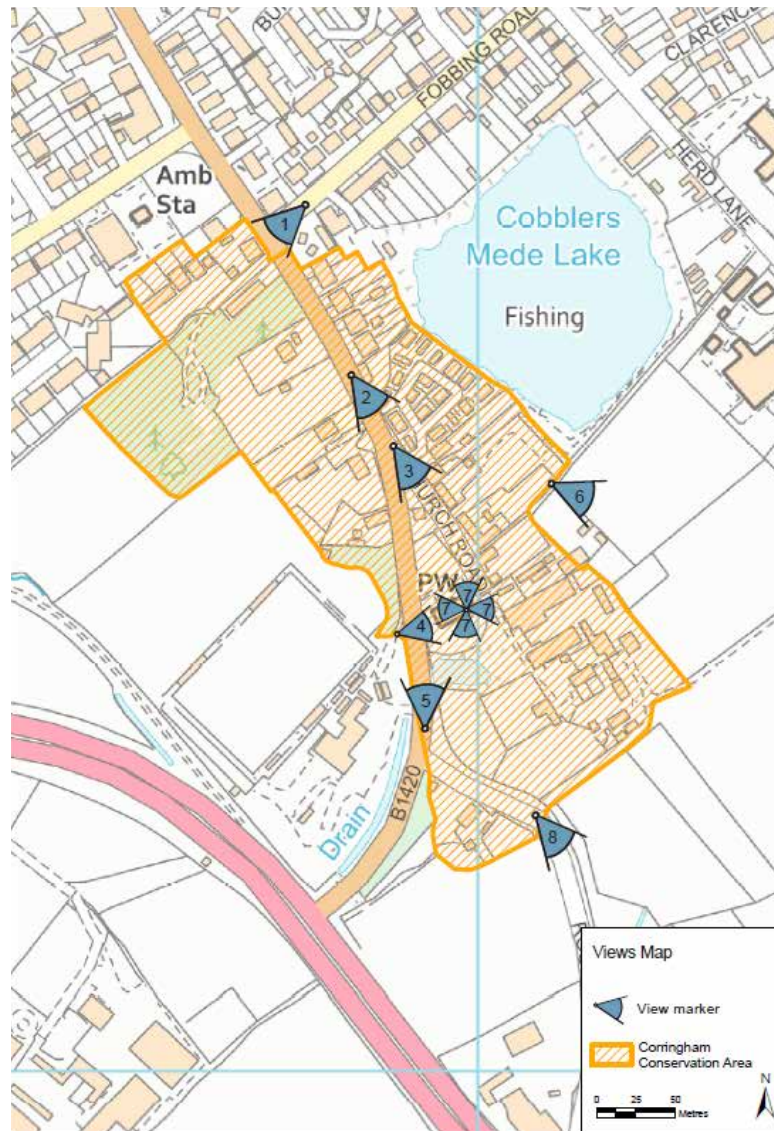 FOBBING ROAD
CLARENCE
HERD LANE
Amb
Sta
1
Cobblers
Mede Lake
Fishing
2
3
6
URCH ROAD
PW
7
7
7
7
4
5
B1420
Drain
8
Views Map
View marker
Corringham
Conservation Area
N
0 25 50
Metres